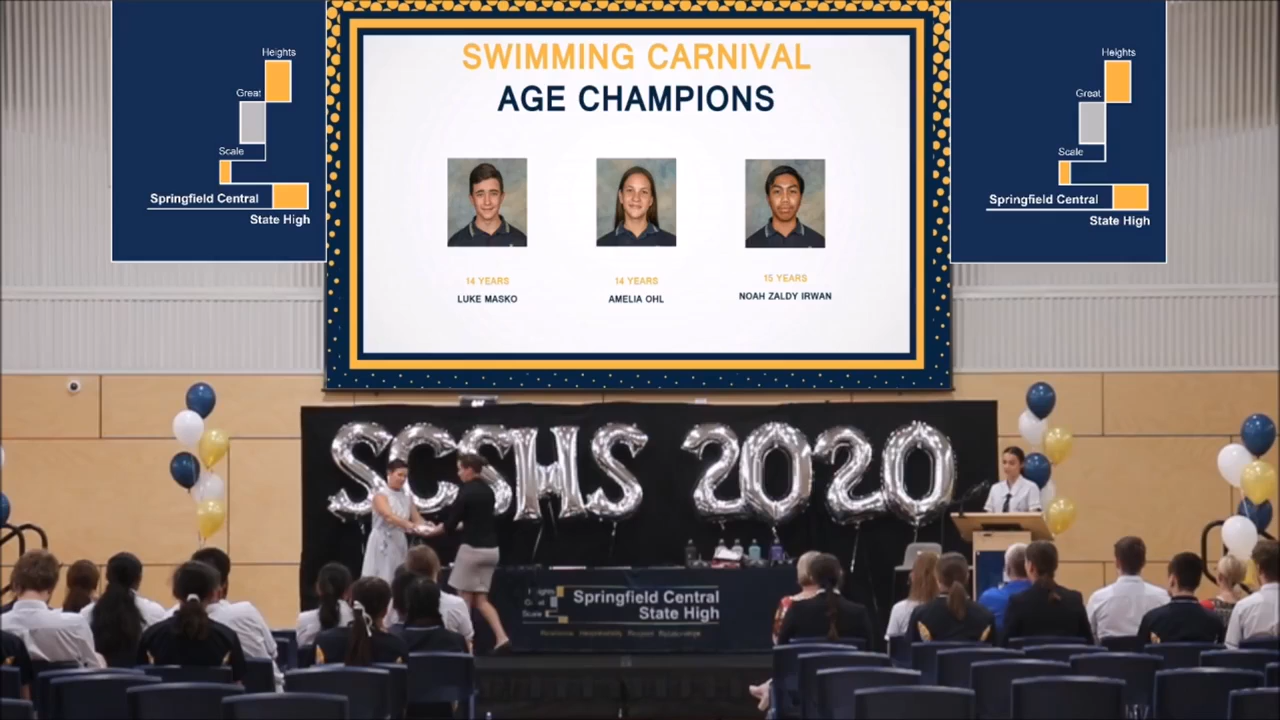 SWIMMING CARNIVAL
AGE CHAMPIONS
14 YEARS
LUKE MASKO
14 YEARS
AMELIA OHL
15 YEARS
NOAH ZALDY IRWAN
Heights
Great
Scale
Springfield Central
State High
Heights
Great
Scale
Springfield Central
State High
SCSHS 2020
Scale
Springfield Central
State High